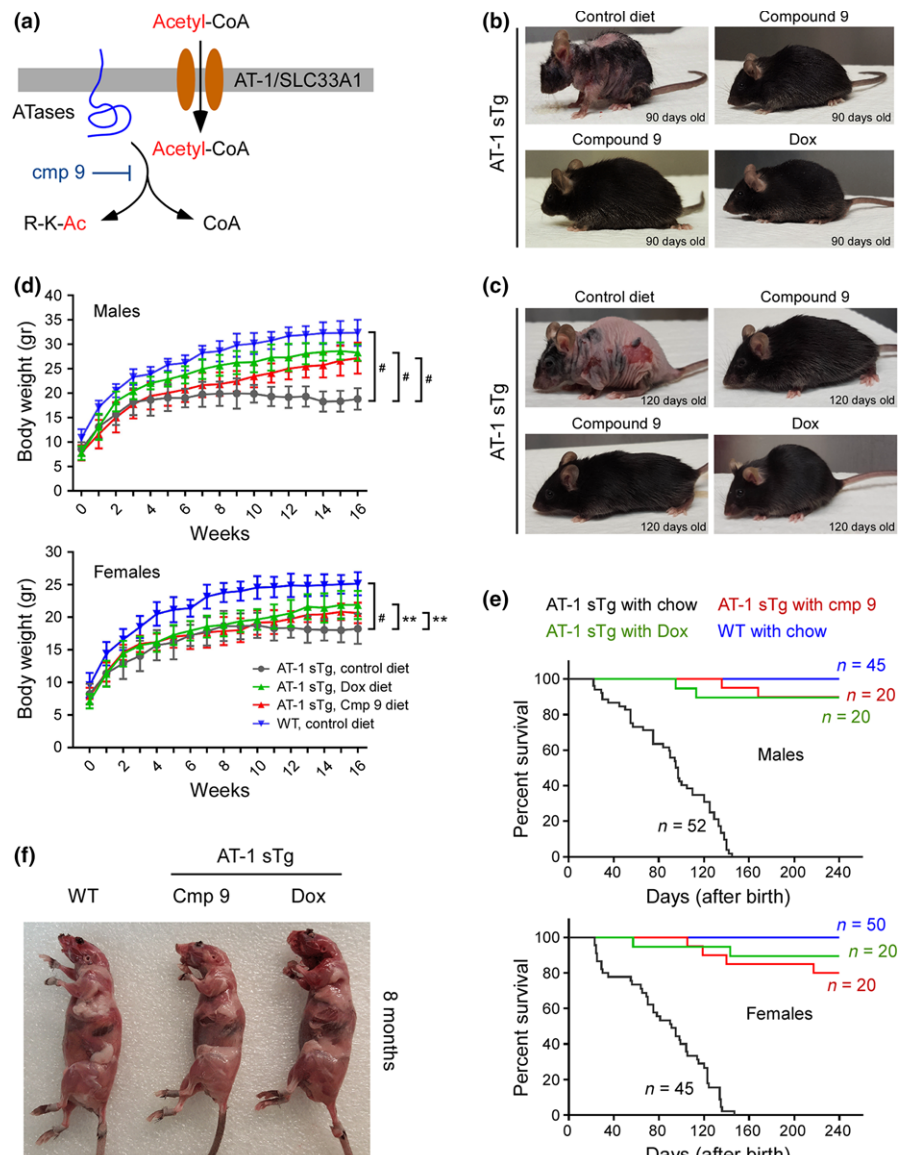 (a)
Acetyl-CoA
AT-1/SLC33A1
ATases
Acetyl-CoA
cmp 9
R-K-Ac
CoA
(b)
Control diet
Compound 9
AT-1 sTg
90 days old
90 days old
Compound 9
Dox
90 days old
90 days old
(c)
Control diet
Compound 9
AT-1 sTg
120 days old
120 days old
Compound 9
Dox
120 days old
120 days old
(d)
Males
Body weight (gr)
40
35
30
25
20
15
10
5
0
# # #
0 2 4 6 8 10 12 14 16
Weeks
Females
Body weight (gr)
30
25
20
15
10
5
0
# ** **
AT-1 sTg, control diet
AT-1 sTg, Dox diet
AT-1 sTg, Cmp 9 diet
WT, control diet
0 2 4 6 8 10 12 14 16
Weeks
(e)
AT-1 sTg with chow
AT-1 sTg with cmp 9
AT-1 sTg with Dox
WT with chow
Percent survival
100
80
60
40
20
0
n = 45
n = 20
n = 20
Males
n = 52
0 40 80 120 160 200 240
Days (after birth)
Percent survival
100
80
60
40
20
0
n = 50
n = 20
n = 20
Females
n = 45
0 40 80 120 160 200 240
Days (after birth)
(f)
AT-1 sTg
WT
Cmp 9
Dox
8 months